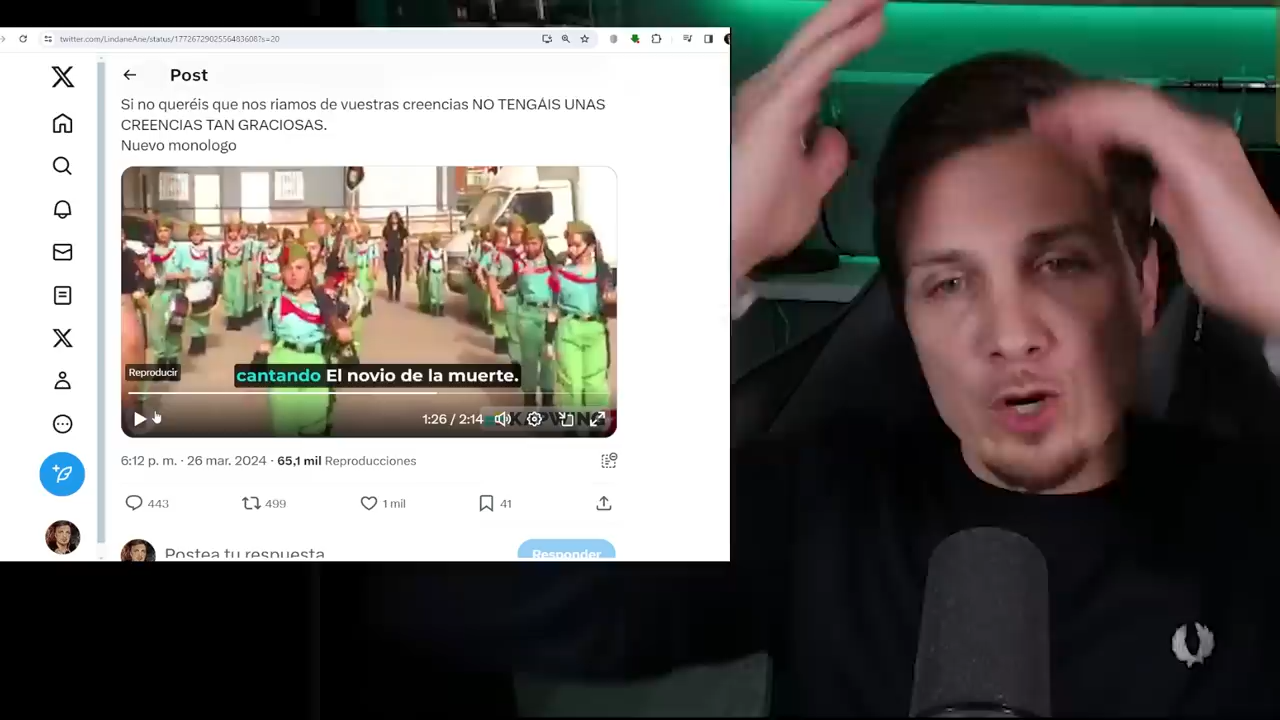 twitter.com/LindaneAne/status/1772672902556483608?s=20
Post
Si no queréis que nos riamos de vuestras creencias NO TENGÁIS UNAS
CREENCIAS TAN GRACIOSAS.
Nuevo monologo
Reproducir
cantando El novio de la muerte.
1:26 / 2:14
KAPWING
6:12 p. m. · 26 mar. 2024 · 65,1 mil Reproducciones
443
499
1 mil
41
Postea tu respuesta
Responder